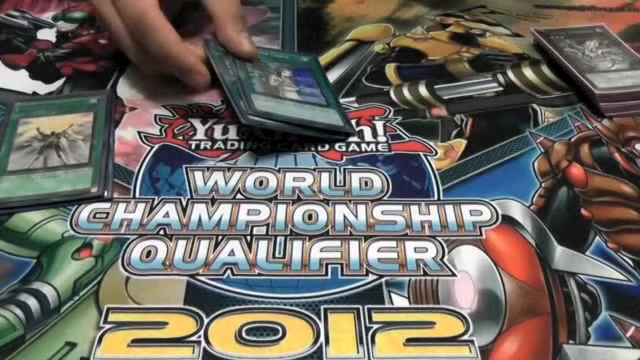 Yu-Gi-Oh!
TRADING CARD GAME
WORLD
CHAMPIONSHIP
QUALIFIER
2012